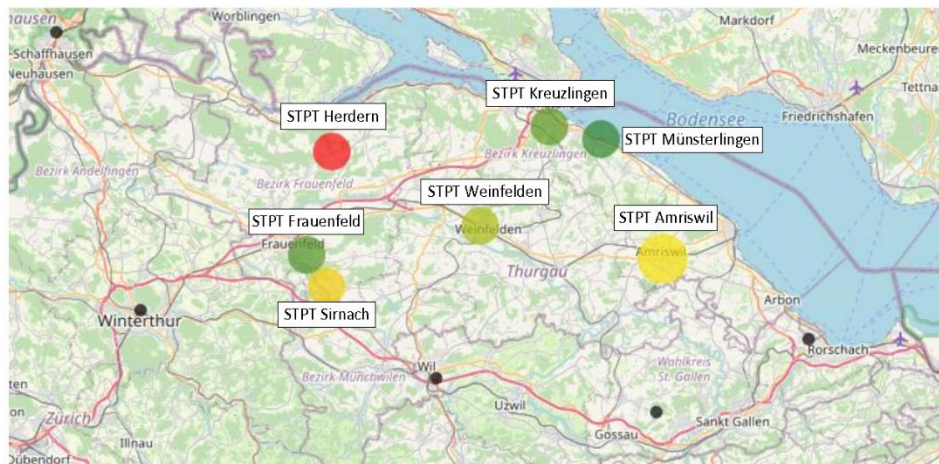 Worblingen
Markdorf
Schaffhausen
Neuhausen
Meckenbeure
Tettna
STPT Kreuzlingen
STPT Herdern
Bodensee
Friedrichshafen
STPT Münsterlingen
Bezirk Kreuzlingen
Bezirk Andelfingen
Bezirk Frauenfeld
STPT Weinfelden
STPT Frauenfeld
Weinfelden
STPT Amriswil
Frauenfeld
Amriswil
Thurgau
Arbon
STPT Sirnach
Winterthur
Rorschach
Wil
Bezirk Münchwilen
Wahlkreis
St. Gallen
Uzwil
Zürich
Sankt Gallen
Gossau
Illnau
Dübendorf